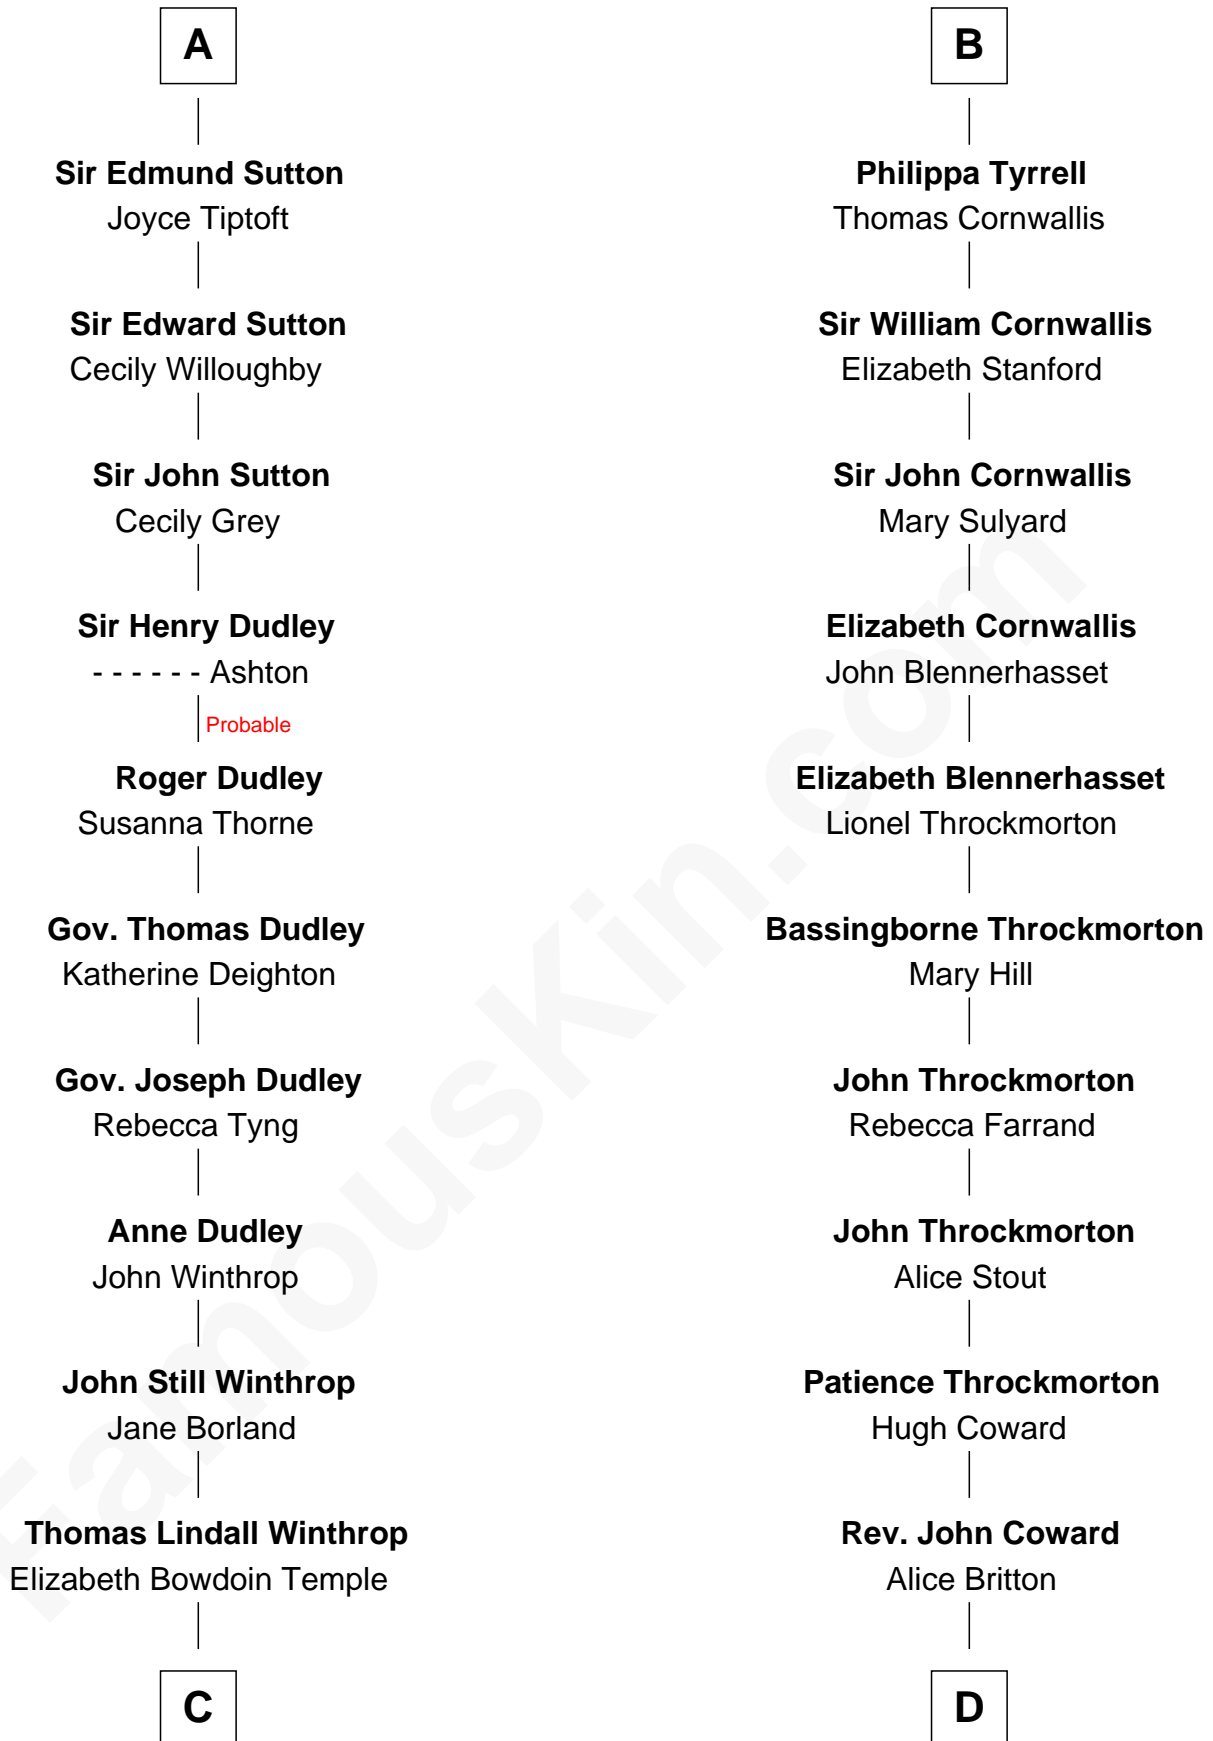 A
Sir Edmund Sutton
Joyce Tiptoft
Sir Edward Sutton
Cecily Willoughby
Sir John Sutton
Cecily Grey
Sir Henry Dudley
- - - - - - Ashton
Probable
Roger Dudley
Susanna Thorne
Gov. Thomas Dudley
Katherine Deighton
Gov. Joseph Dudley
Rebecca Tyng
Anne Dudley
John Winthrop
John Still Winthrop
Jane Borland
Thomas Lindall Winthrop
Elizabeth Bowdoin Temple
C
B
Philippa Tyrrell
Thomas Cornwallis
Sir William Cornwallis
Elizabeth Stanford
Sir John Cornwallis
Mary Sulyard
Elizabeth Cornwallis
John Blennerhasset
Elizabeth Blennerhasset
Lionel Throckmorton
Bassingborne Throckmorton
Mary Hill
John Throckmorton
Rebecca Farrand
John Throckmorton
Alice Stout
Patience Throckmorton
Hugh Coward
Rev. John Coward
Alice Britton
D
FamousKin.com